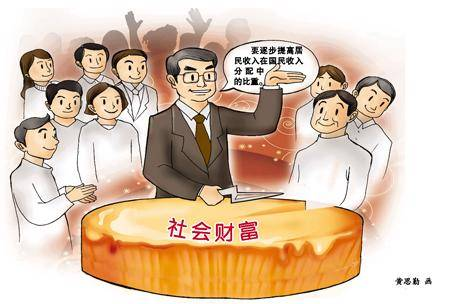 要逐步提高居
民收入在国民收入
分配中
的比重。
社会财富
黄思勤 画